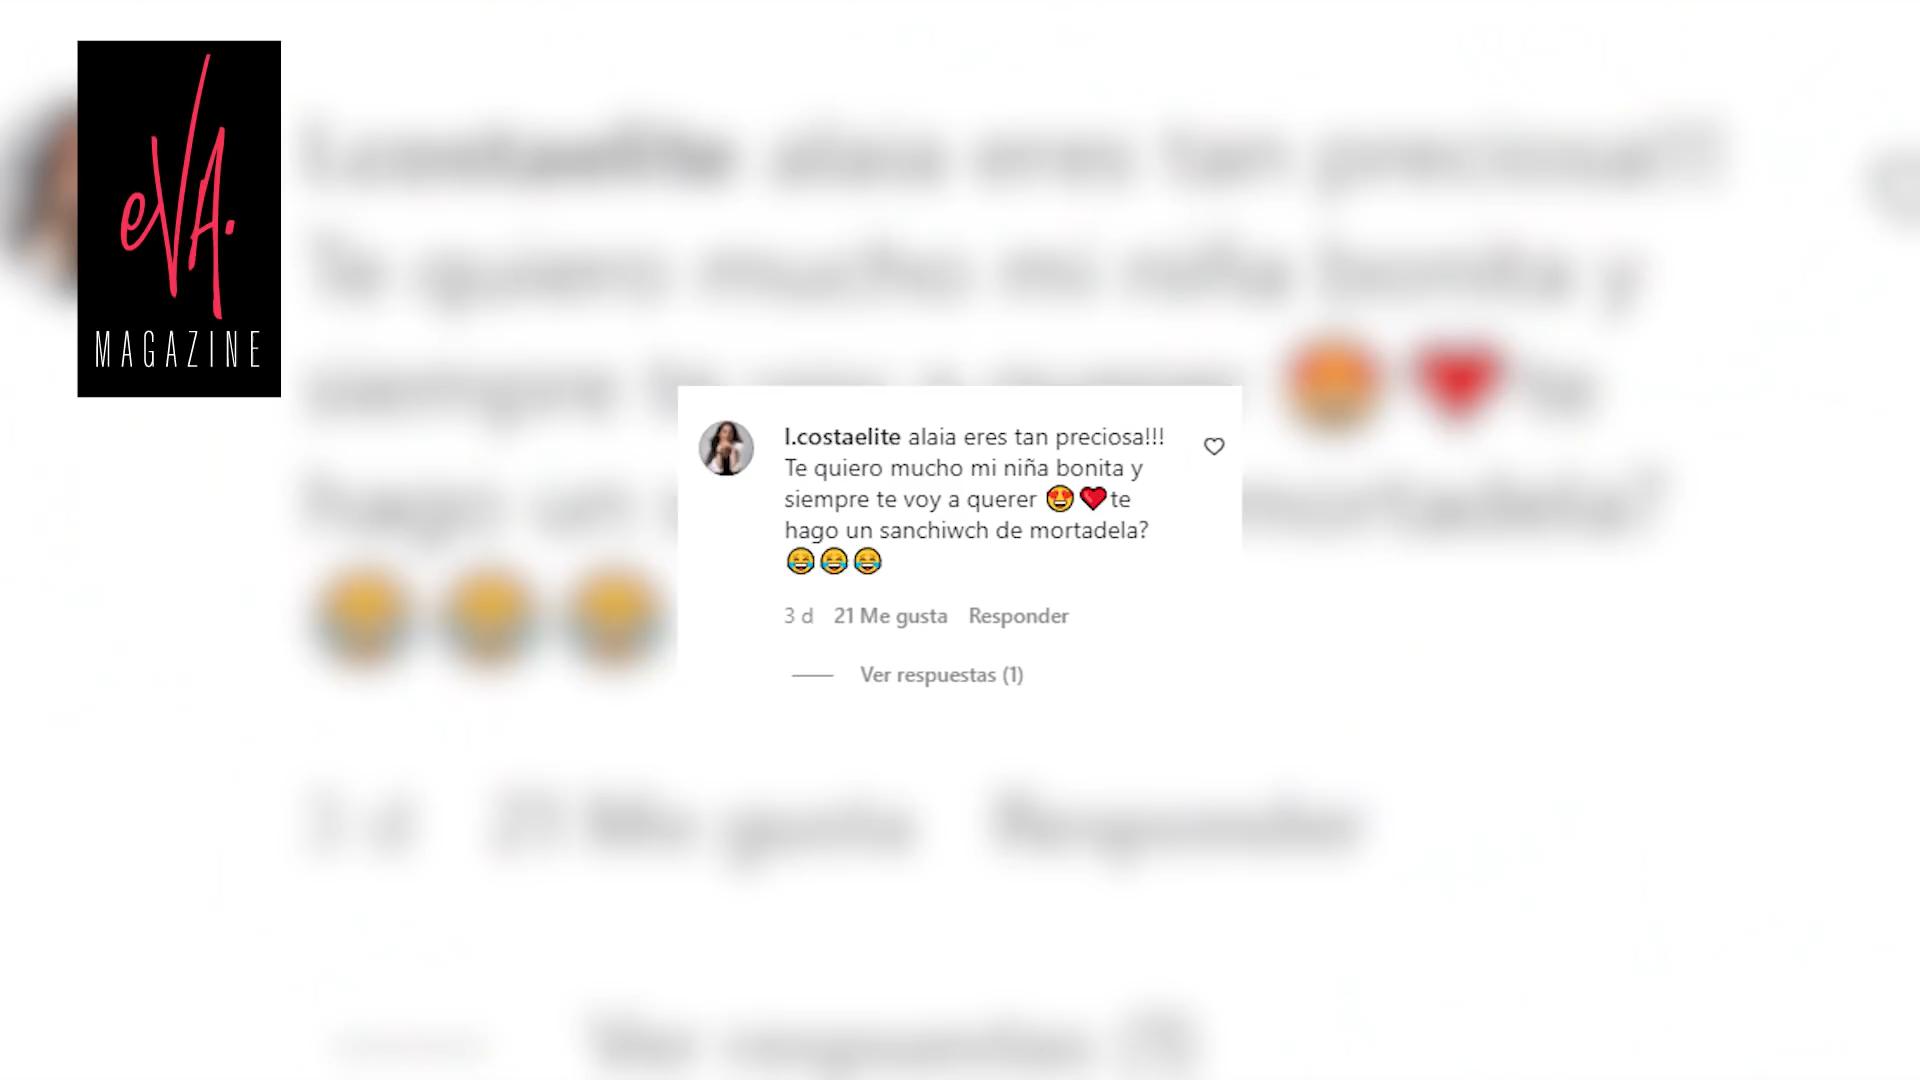 eVA.
MAGAZINE
l.costaelite alaia eres tan preciosa!!!
Te quiero mucho mi niña bonita y
siempre te voy a querer 😍❤️te
hago un sanchiwch de mortadela?
😂😂😂
3 d 21 Me gusta Responder
Ver respuestas (1)